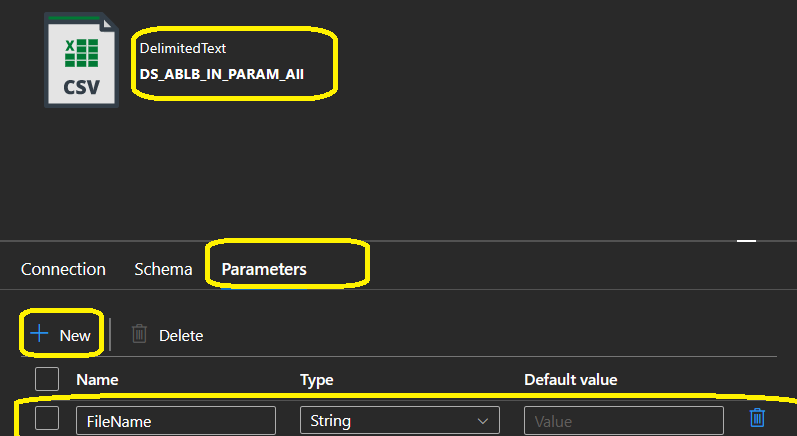 DelimitedText
DS_ABLB_IN_PARAM_All
X
CSV
Connection Schema Parameters
New Delete
Name Type Default value
FileName String Value